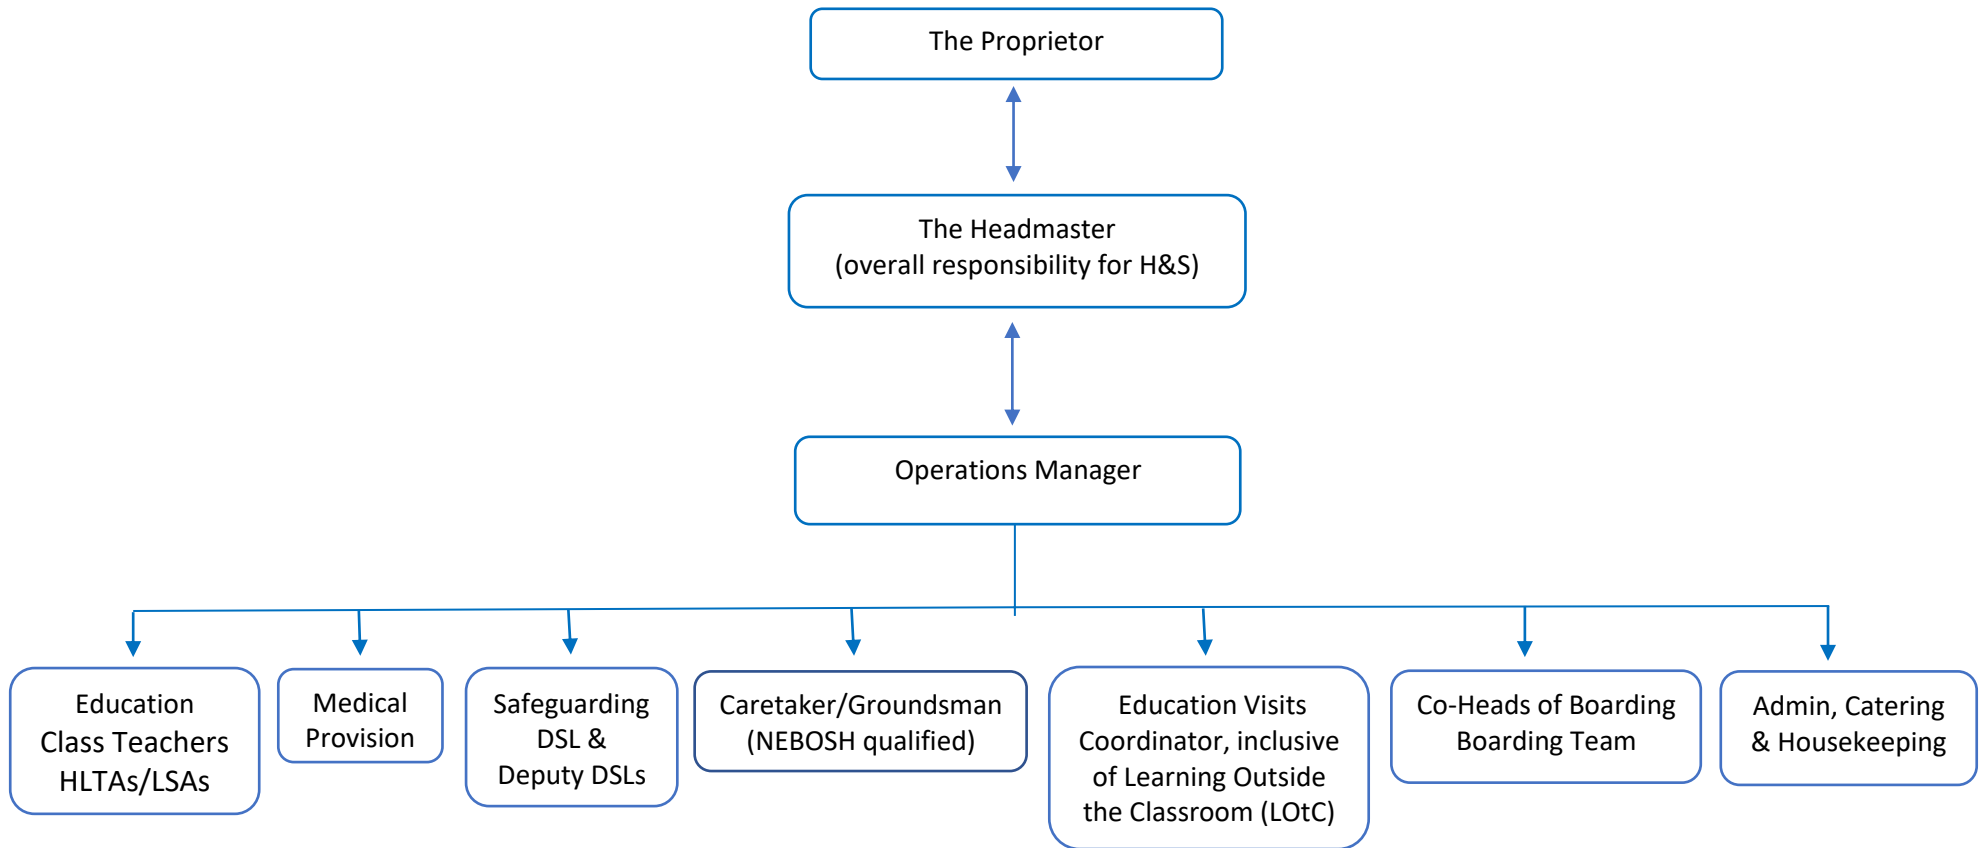 The Proprietor
The Headmaster
(overall responsibility for H&S)
Operations Manager
Education
Class Teachers
HLTAs/LSAs
Medical
Provision
Safeguarding
DSL &
Deputy DSLs
Caretaker/Groundsman
(NEBOSH qualified)
Education Visits
Coordinator, inclusive
of Learning Outside
the Classroom (LOtC)
Co-Heads of Boarding
Boarding Team
Admin, Catering
& Housekeeping